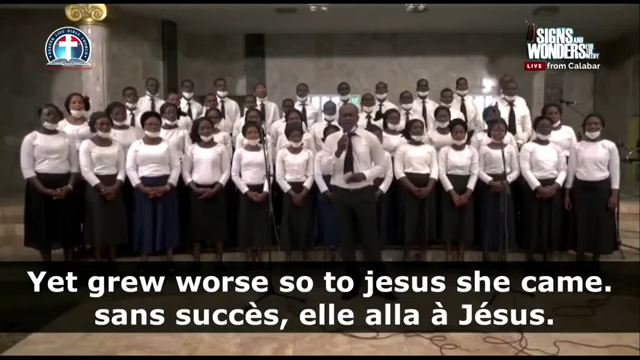 SIGNS AND
WONDERS
LIVE from Calabar
Yet grew worse so to jesus she came.
sans succès, elle alla à Jésus.